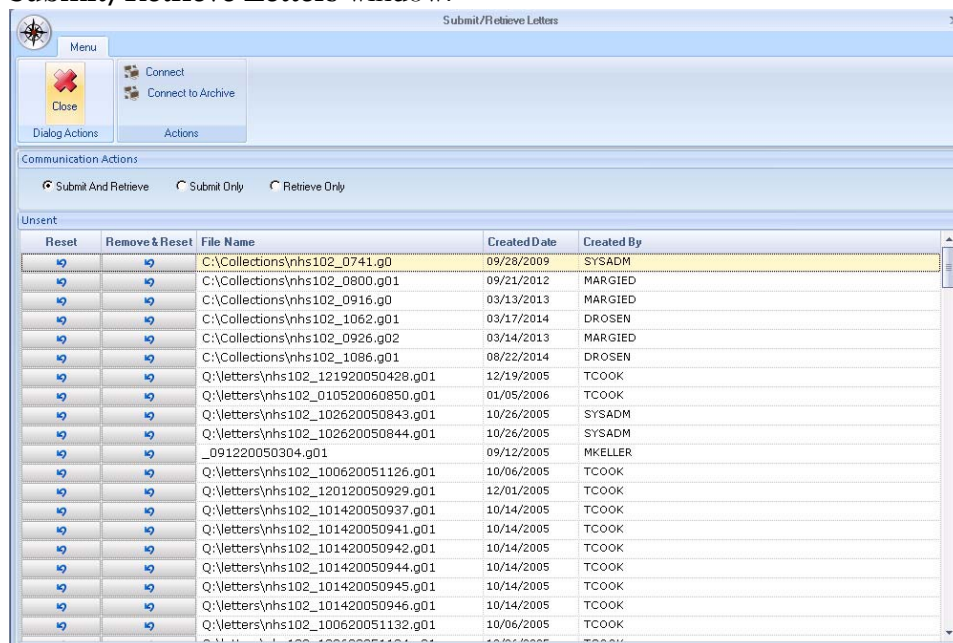 Submit/Retrieve Letters window.
Submit/Retrieve Letters
Menu
Close
Connect
Connect to Archive
Dialog Actions
Actions
Communication Actions
Submit And Retrieve Submit Only Retrieve Only
Unsent
Reset Remove & Reset File Name Created Date Created By
C:\Collections\nhs102_0741.g0 09/28/2009 SYSADM
C:\Collections\nhs102_0800.g01 09/21/2012 MARGIED
C:\Collections\nhs102_0916.g0 03/13/2013 MARGIED
C:\Collections\nhs102_1062.g01 03/17/2014 DROSEN
C:\Collections\nhs102_0926.g02 03/14/2013 MARGIED
C:\Collections\nhs102_1086.g01 08/22/2014 DROSEN
Q:\letters\nhs102_121920050428.g01 12/19/2005 TCOOK
Q:\letters\nhs102_010520060850.g01 01/05/2006 TCOOK
Q:\letters\nhs102_102620050843.g01 10/26/2005 SYSADM
Q:\letters\nhs102_102620050844.g01 10/26/2005 SYSADM
_091220050304.g01 09/12/2005 MKELLER
Q:\letters\nhs102_100620051126.g01 10/06/2005 TCOOK
Q:\letters\nhs102_120120050929.g01 12/01/2005 TCOOK
Q:\letters\nhs102_101420050937.g01 10/14/2005 TCOOK
Q:\letters\nhs102_101420050941.g01 10/14/2005 TCOOK
Q:\letters\nhs102_101420050942.g01 10/14/2005 TCOOK
Q:\letters\nhs102_101420050944.g01 10/14/2005 TCOOK
Q:\letters\nhs102_101420050945.g01 10/14/2005 TCOOK
Q:\letters\nhs102_101420050946.g01 10/14/2005 TCOOK
Q:\letters\nhs102_100620051132.g01 10/06/2005 TCOOK